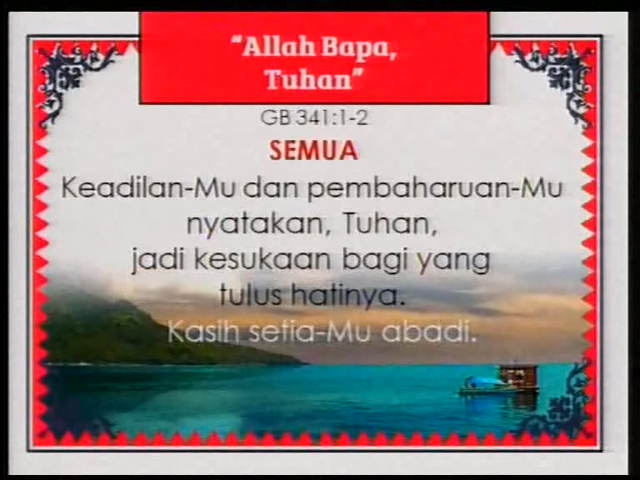 “Allah Bapa,
Tuhan”
GB 341:1-2
SEMUA
Keadilan-Mu dan pembaharuan-Mu
nyatakan, Tuhan,
jadi kesukaan bagi yang
tulus hatinya.
Kasih setia-Mu abadi.